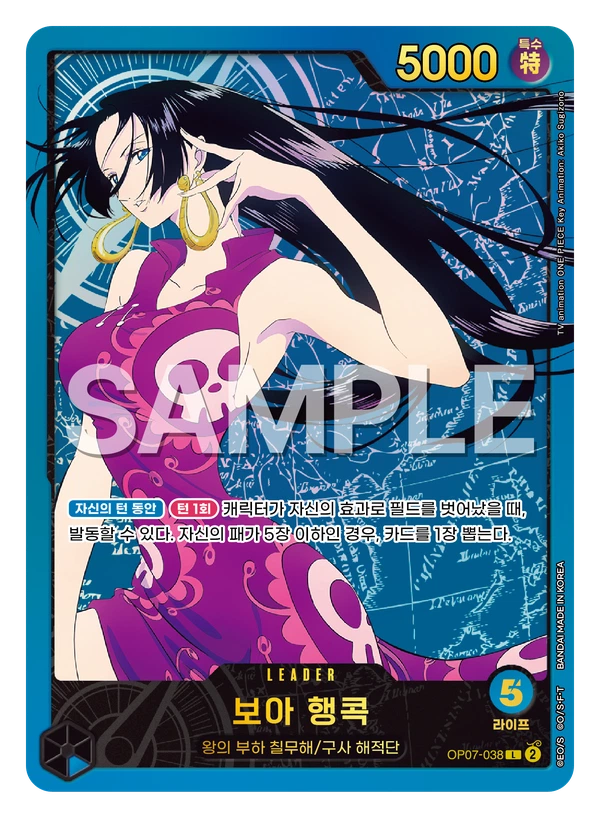 5000
특수
特
TV animation ONE PIECE Key Animation: Akiko Sugizono
SAMPLE
자신의 턴 동안 턴 1회 캐릭터가 자신의 효과로 필드를 벗어났을 때,
발동할 수 있다. 자신의 패가 5장 이하인 경우, 카드를 1장 뽑는다.
LEADER
보아 행콕
5
라이프
왕의 부하 칠무해/구사 해적단
OP07-038 L 2
©EO/S ©O/S·F·T BANDAI MADE IN KOREA